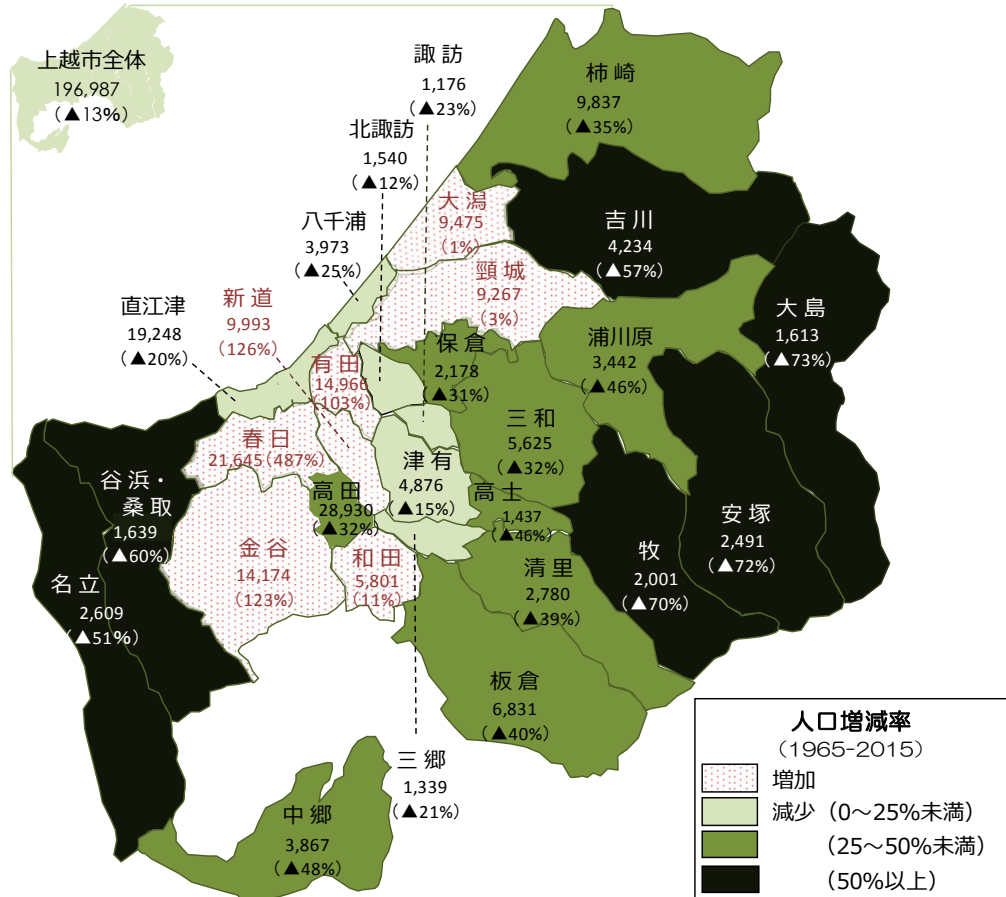 上越市全体
196,987
(▲13%)
諏訪
1,176
(▲23%)
柿崎
9,837
(▲35%)
北諏訪
1,540
(▲12%)
大潟
9,475
(1%)
吉川
4,234
(▲57%)
八千浦
3,973
(▲25%)
頸城
9,267
(3%)
新道
9,993
(126%)
直江津
19,248
(▲20%)
大島
1,613
(▲73%)
浦川原
3,442
(▲46%)
保倉
2,178
(▲31%)
有田
14,966
(103%)
三和
5,625
(▲32%)
春日
21,645(487%)
津有
4,876
(▲15%)
谷浜・
桑取
1,639
(▲60%)
高田
28,930
(▲32%)
高士
1,437
(▲46%)
安塚
2,491
(▲72%)
金谷
14,174
(123%)
和田
5,801
(11%)
牧
2,001
(▲70%)
清里
2,780
(▲39%)
名立
2,609
(▲51%)
板倉
6,831
(▲40%)
三郷
1,339
(▲21%)
中郷
3,867
(▲48%)
人口増減率
(1965-2015)
増加
減少(0～25%未満)
(25～50%未満)
(50%以上)